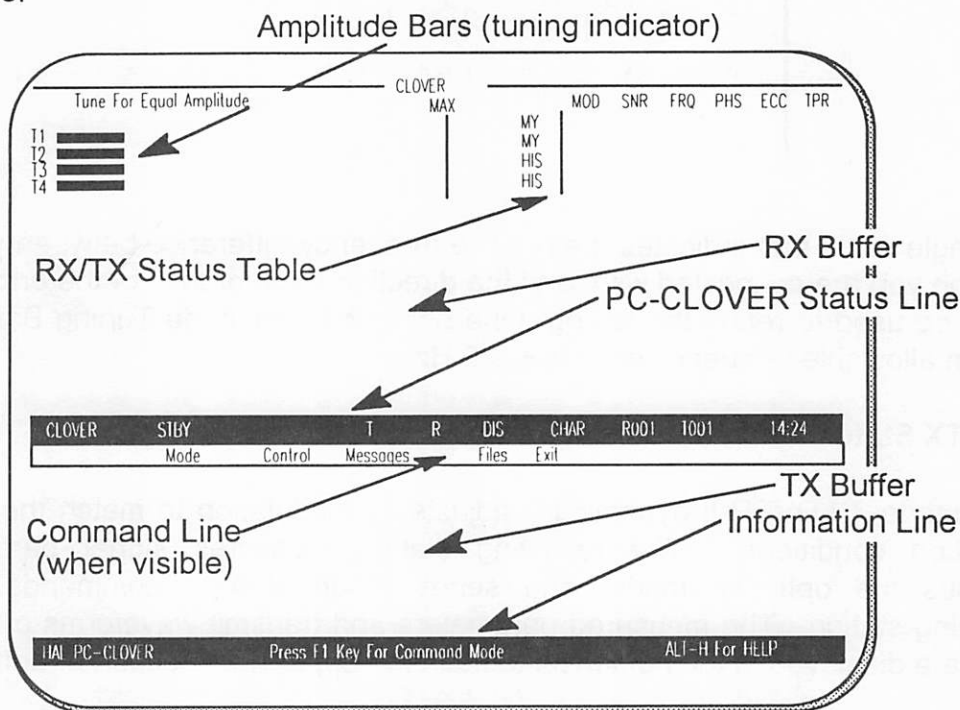 Amplitude Bars (tuning indicator)
CLOVER
Tune For Equal Amplitude
MAX
MOD SNR FRQ PHS ECC TPR
T1
T2
T3
T4
MY
MY
HIS
HIS
RX/TX Status Table
RX Buffer
PC-CLOVER Status Line
CLOVER STBY T R DIS CHAR R001 T001 14:24
Mode Control Messages Files Exit
Command Line
(when visible)
TX Buffer
Information Line
HAL PC-CLOVER Press F1 Key For Command Mode ALT-H For HELP